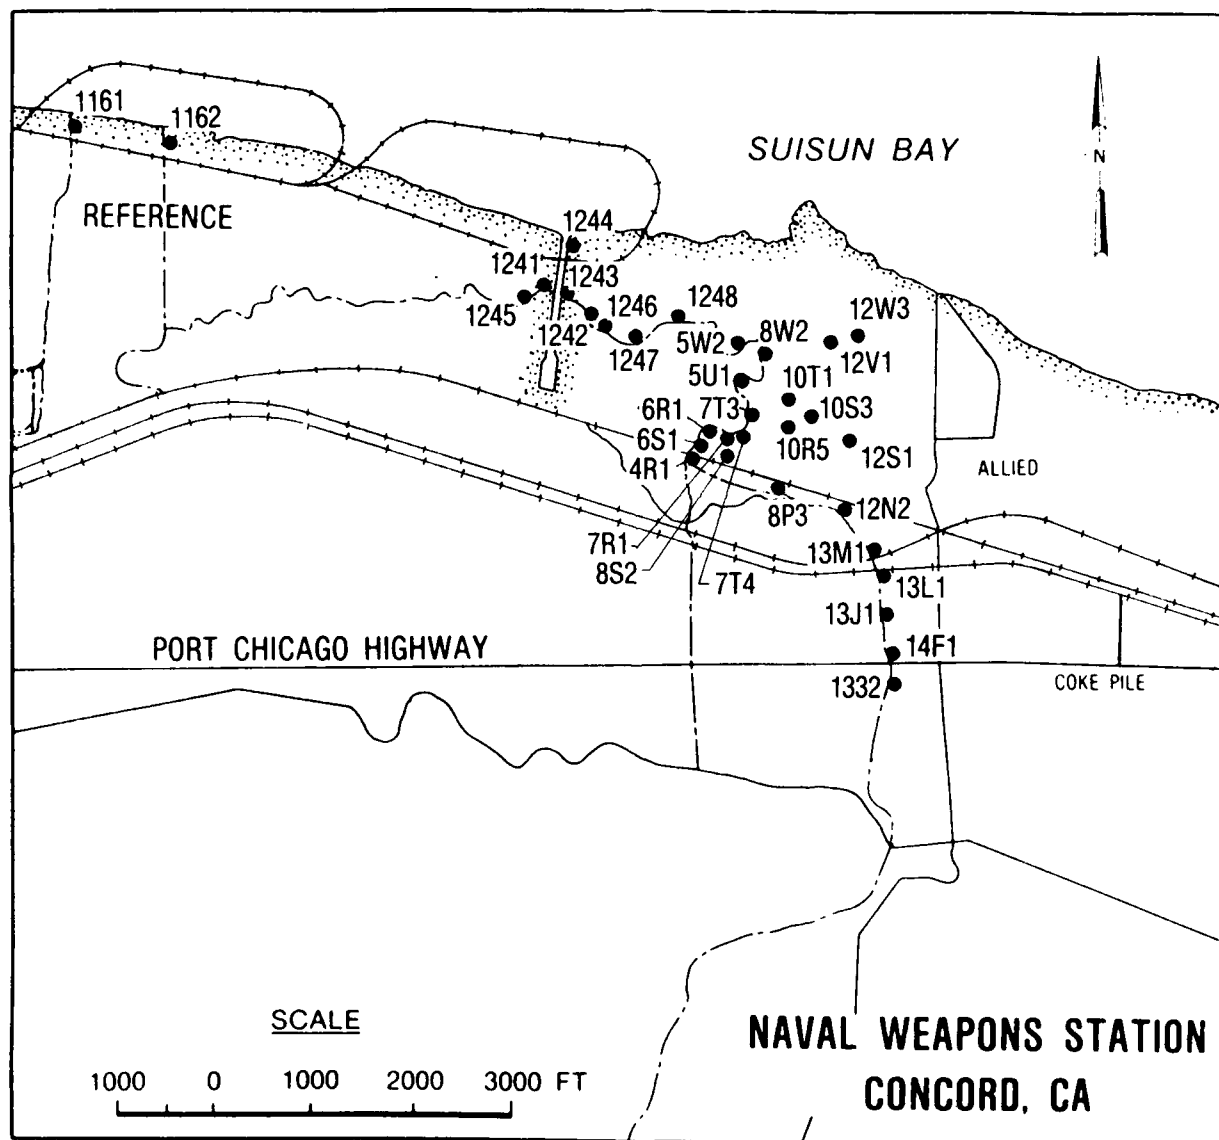 1161
1162
SUISUN BAY
N
REFERENCE
1244
1241
1243
1245
1242
1246
1247
1248
5W2
8W2
12W3
12V1
5U1
10T1
6R1
7T3
10S3
6S1
10R5
12S1
4R1
ALLIED
8P3
12N2
7R1
13M1
8S2
7T4
13L1
13J1
PORT CHICAGO HIGHWAY
14F1
1332
COKE PILE
SCALE
1000 0 1000 2000 3000 FT
NAVAL WEAPONS STATION
CONCORD, CA